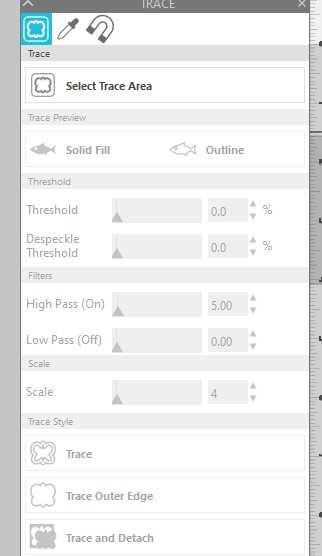 TRACE
Trace
Select Trace Area
Trace Preview
Solid Fill Outline
Threshold
Threshold 0.0 %
Despeckle
Threshold 0.0 %
Filters
High Pass (On) 5.00
Low Pass (Off) 0.00
Scale
Scale 4
Trace Style
Trace
Trace Outer Edge
Trace and Detach